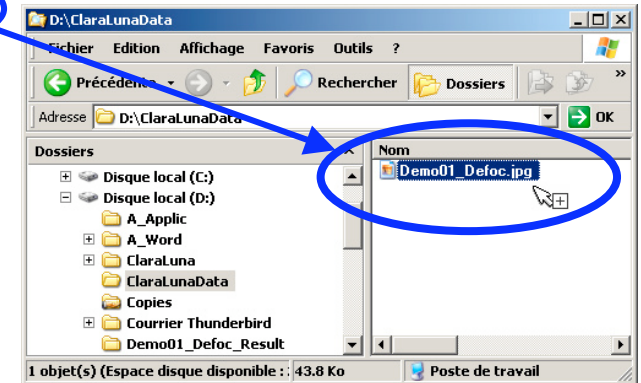 D:\ClaraLunaData
Fichier Edition Affichage Favoris Outils ?
Précédente Rechercher Dossiers »
Adresse D:\ClaraLunaData OK
Dossiers x Nom
Disque local (C:) Demo01_Defoc.jpg
Disque local (D:)
A_Applic
A_Word
ClaraLuna
ClaraLunaData
Copies
Courrier Thunderbird
Demo01_Defoc_Result
1 objet(s) (Espace disque disponible : 43.8 Ko Poste de travail